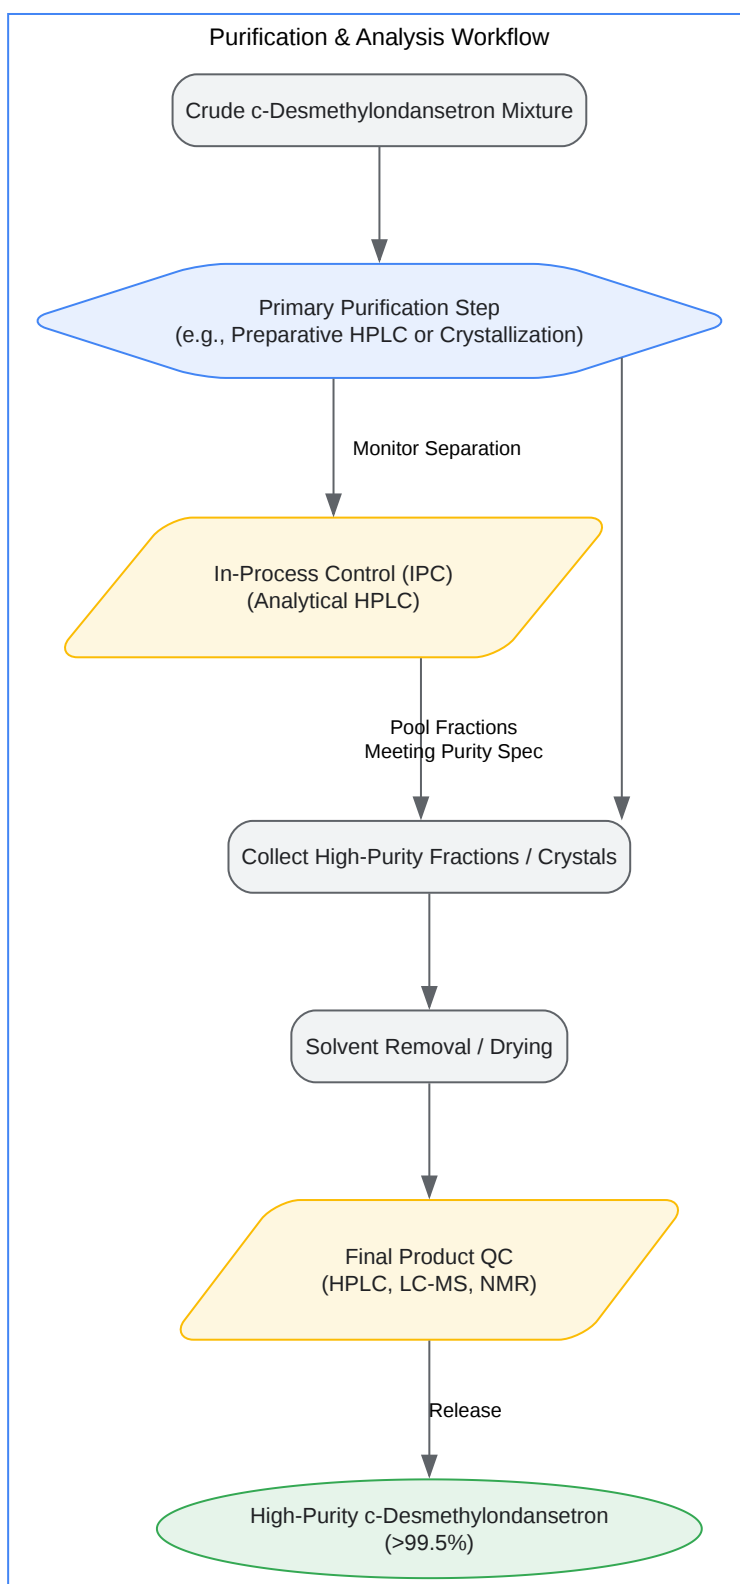 Purification & Analysis Workflow
Crude c-Desmethylondansetron Mixture
Primary Purification Step
(e.g., Preparative HPLC or Crystallization)
Monitor Separation
In-Process Control (IPC)
(Analytical HPLC)
Pool Fractions
Meeting Purity Spec
Collect High-Purity Fractions / Crystals
Solvent Removal / Drying
Final Product QC
(HPLC, LC-MS, NMR)
Release
High-Purity c-Desmethylondansetron
(>99.5%)